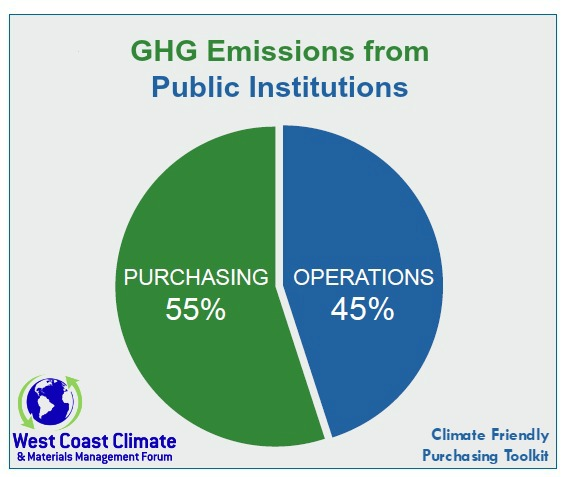 GHG Emissions from
Public Institutions
PURCHASING
55%
OPERATIONS
45%
West Coast Climate
& Materials Management Forum
Climate Friendly
Purchasing Toolkit